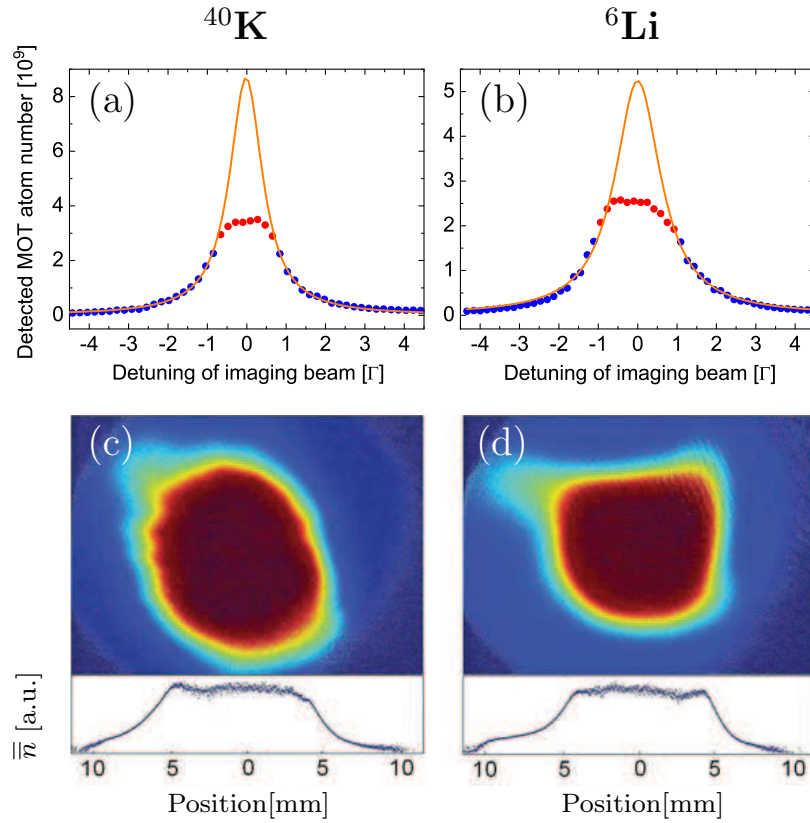 ⁴⁰K
⁶Li
Detected MOT atom number [10⁹]
(a)
8
6
4
2
0
-4 -3 -2 -1 0 1 2 3 4
Detuning of imaging beam [Γ]
(b)
5
4
3
2
1
0
-4 -3 -2 -1 0 1 2 3 4
Detuning of imaging beam [Γ]
(c)
(d)
n̿ [a.u.]
10 5 0 5 10
Position[mm]
10 5 0 5 10
Position[mm]